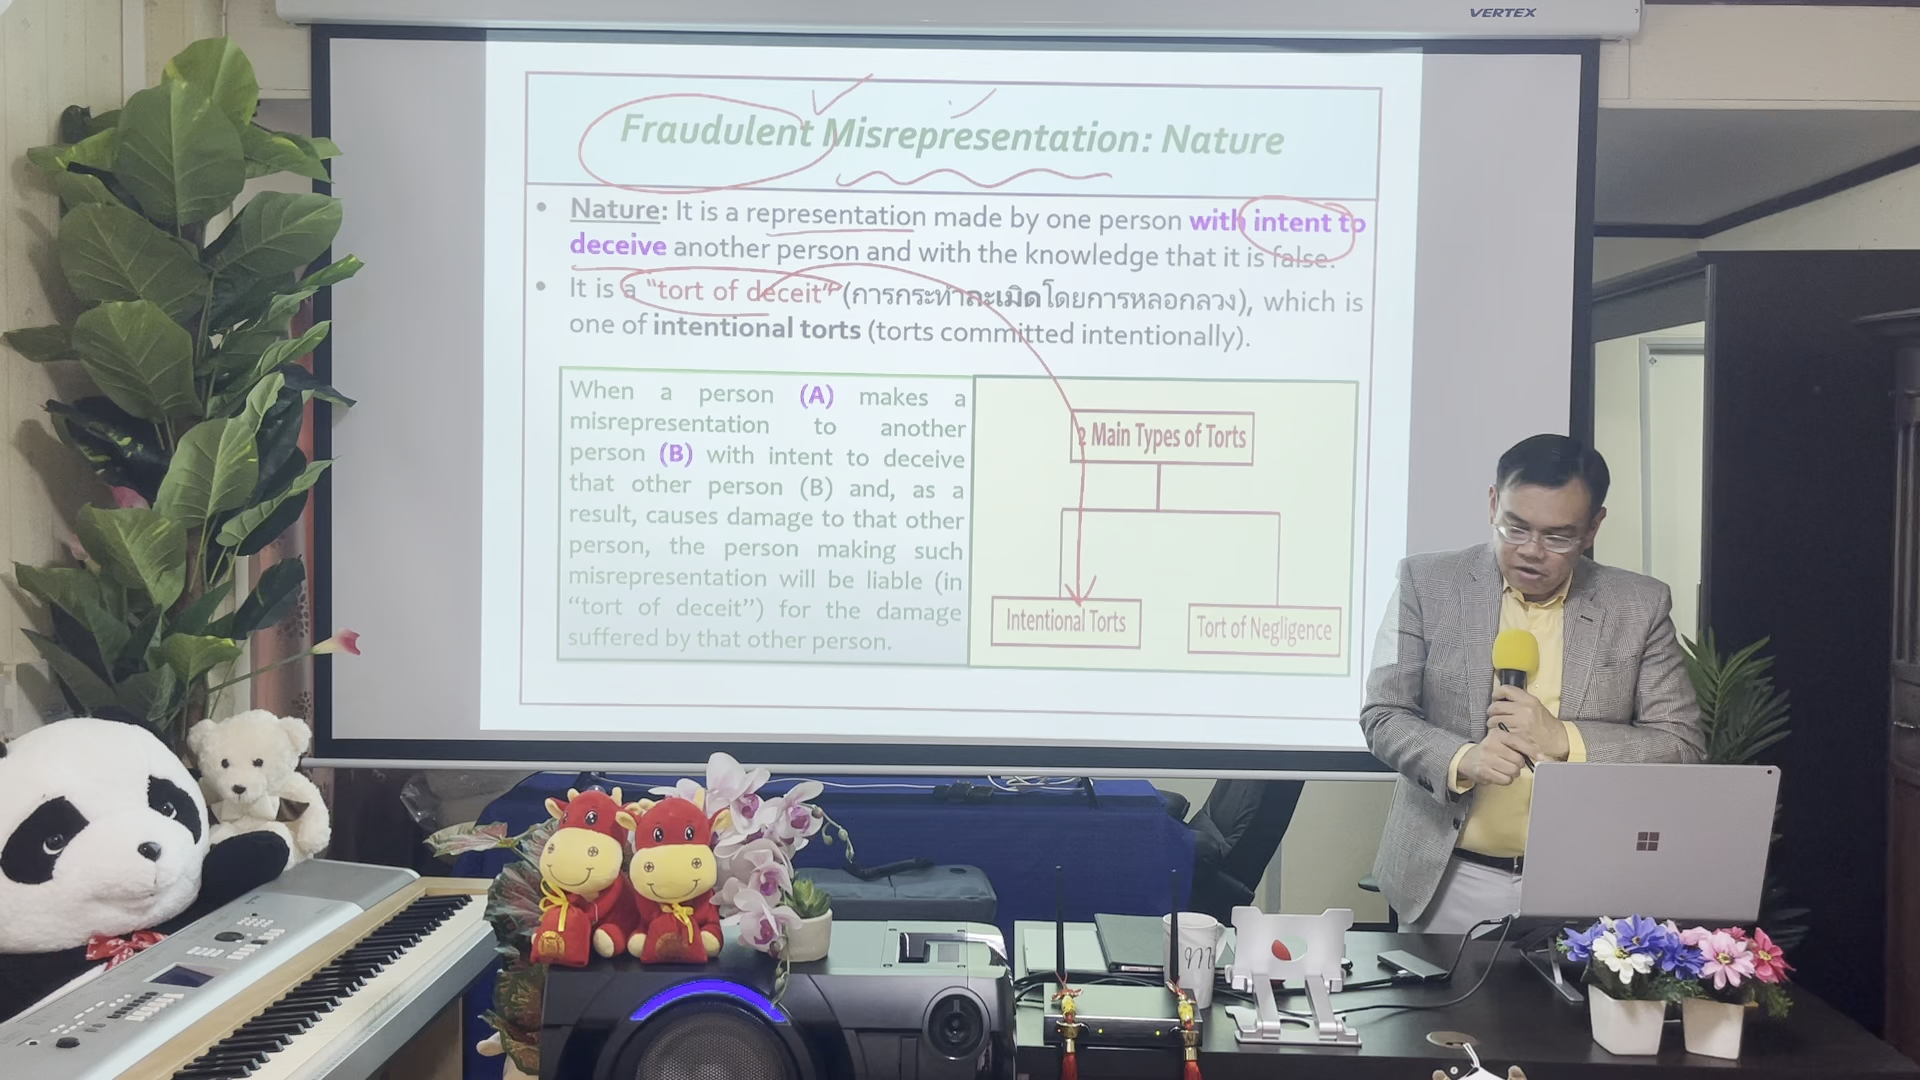 VERTEX
Fraudulent Misrepresentation: Nature
• Nature: It is a representation made by one person with intent to
deceive another person and with the knowledge that it is false.
• It is a “tort of deceit” (การกระทำละเมิดโดยการหลอกลวง), which is
one of intentional torts (torts committed intentionally).
When a person (A) makes a
misrepresentation to another
person (B) with intent to deceive
that other person (B) and, as a
result, causes damage to that other
person, the person making such
misrepresentation will be liable (in
“tort of deceit”) for the damage
suffered by that other person.
2 Main Types of Torts
Intentional Torts
Tort of Negligence